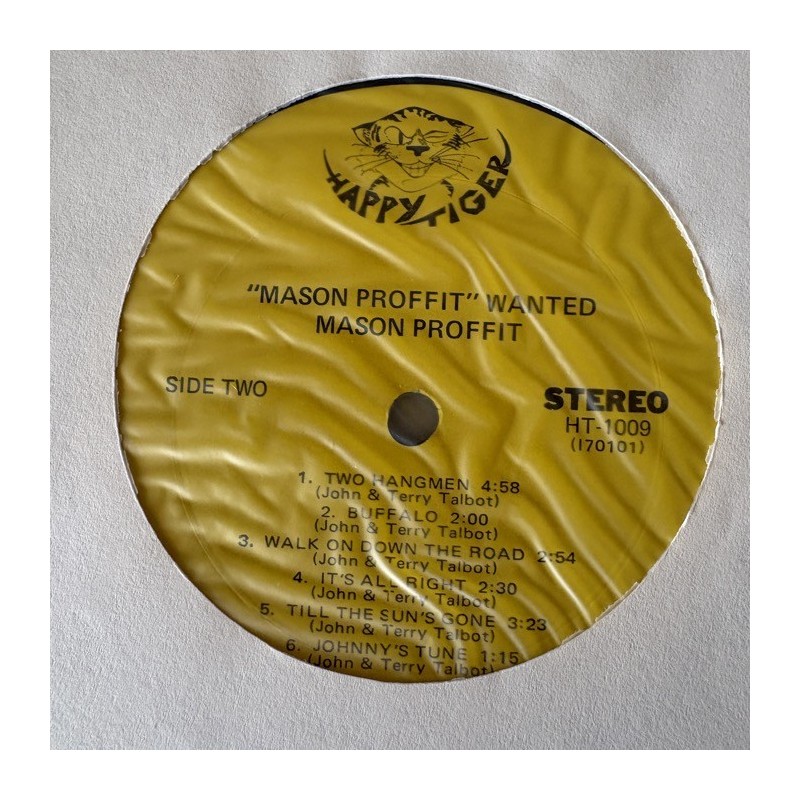 HAPPY TIGER
"MASON PROFFIT" WANTED
MASON PROFFIT
SIDE TWO
STEREO
HT-1009
(170101)
1. TWO HANGMEN 4:58
(John & Terry Talbot)
2. BUFFALO 2:00
(John & Terry Talbot)
3. WALK ON DOWN THE ROAD 2:54
(John & Terry Talbot)
4. IT'S ALL RIGHT 2:30
(John & Terry Talbot)
5. TILL THE SUN'S GONE 3:23
(John & Terry Talbot)
6. JOHNNY'S TUNE 1:15
(John & Terry Talbot)